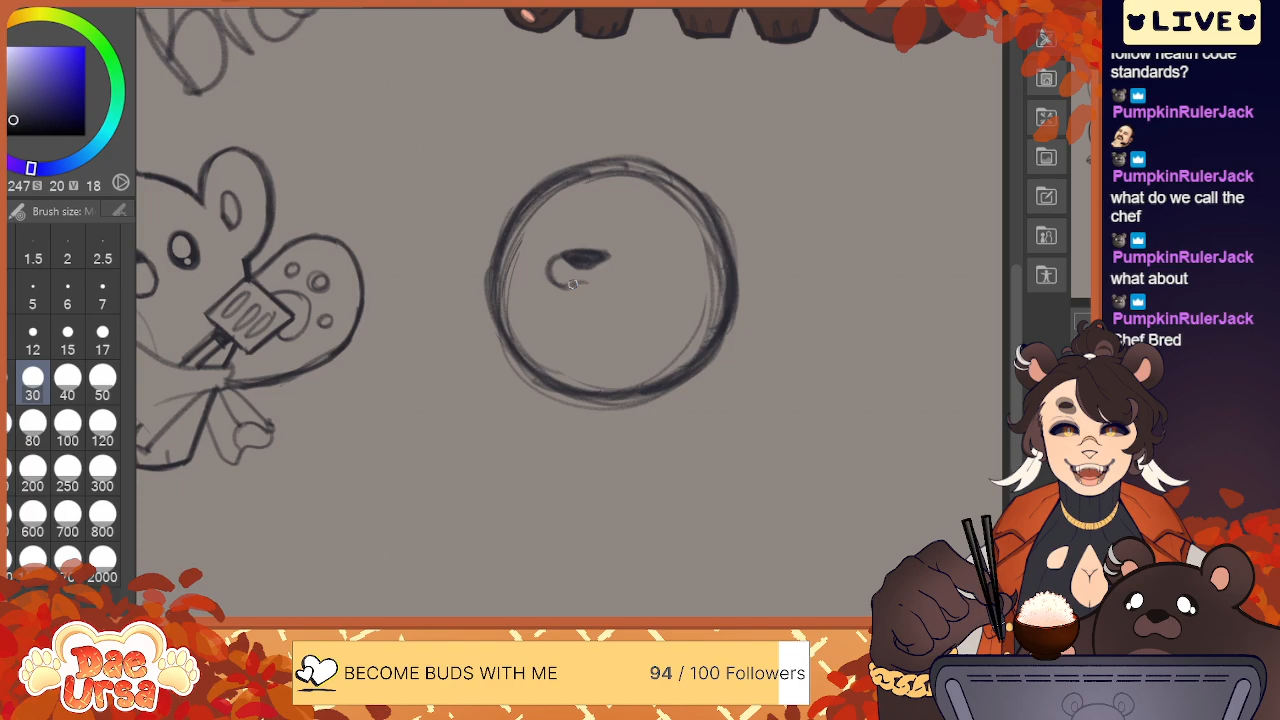 LIVE
follow health code
standards?
PumpkinRulerJack
PumpkinRulerJack
what do we call the
chef
PumpkinRulerJack
what about
PumpkinRulerJack
Chef Bred
247 S 20 V 18
Brush size: M
1.5 2 2.5
5 6 7
12 15 17
30 40 50
80 100 120
200 250 300
600 700 800
2000
Dae
Ursa
BECOME BUDS WITH ME 94 / 100 Followers